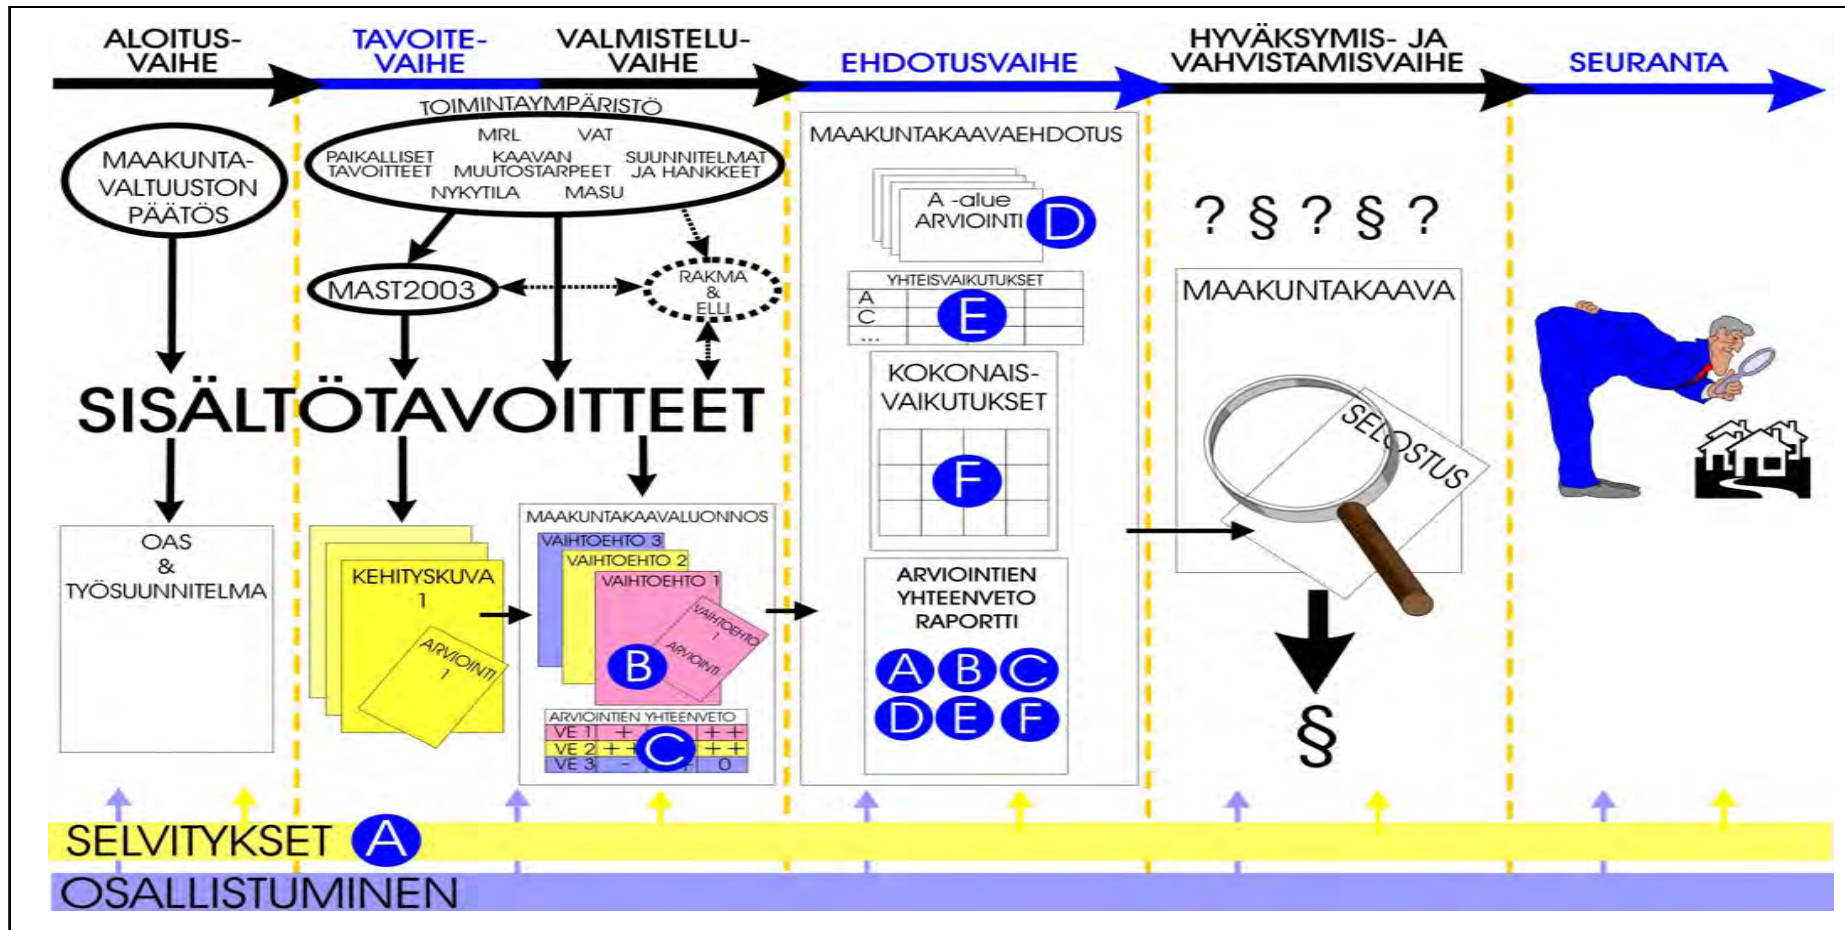 ALOITUS-
VAIHE
TAVOITE-
VAIHE
VALMISTELU-
VAIHE
EHDOTUSVAIHE
HYVÄKSYMIS- JA
VAHVISTAMISVAIHE
SEURANTA
MAAKUNTA-
VALTUUSTON
PÄÄTÖS
TOIMINTAYMPÄRISTÖ
MRL VAT
PAIKALLISET
TAVOITTEET
KAAVAN
MUUTOSTARPEET
SUUNNITELMAT
JA HANKKEET
NYKYTILA MASU
MAST2003
RAKMA
&
ELLI
SISÄLTÖTAVOITTEET
OAS
&
TYÖSUUNNITELMA
KEHITYSKUVA
1
ARVIOINTI
1
MAAKUNTAKAAVALUONNOS
VAIHTOEHTO 3
VAIHTOEHTO 2
VAIHTOEHTO 1
VAIHTOEHTO
1
ARVIOINTI
B
ARVIOINTIEN YHTEENVETO
VE 1 + + +
VE 2 + + C + +
VE 3 - + 0
MAAKUNTAKAAVAEHDOTUS
A -alue
ARVIOINTI
D
YHTEISVAIKUTUKSET
A
C
...
E
KOKONAIS-
VAIKUTUKSET
F
ARVIOINTIEN
YHTEENVETO
RAPORTTI
A B C
D E F
? § ? § ?
MAAKUNTAKAAVA
SELOSTUS
§
SELVITYKSET A
OSALLISTUMINEN